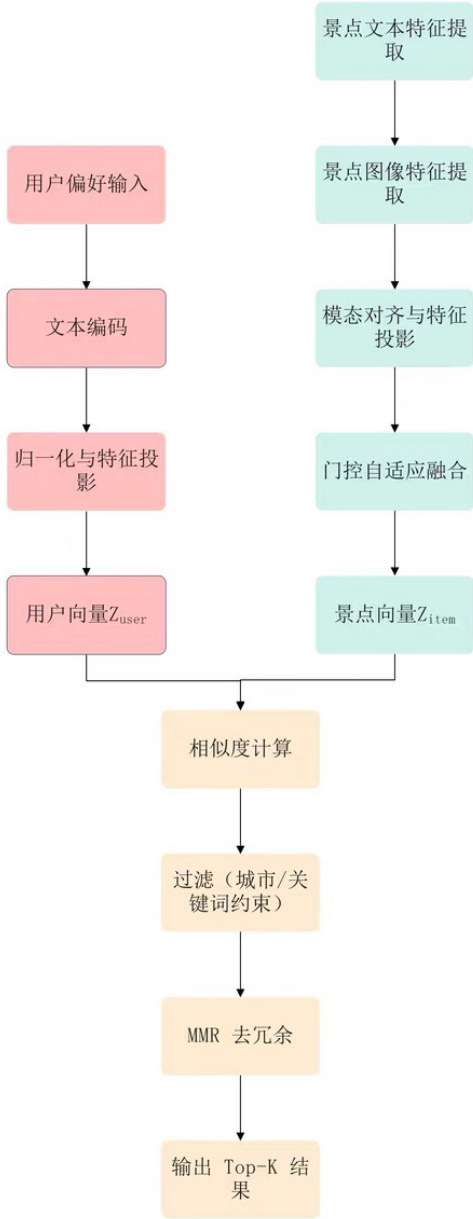 用户偏好输入
文本编码
归一化与特征投
影
用户向量Zuser
景点文本特征提
取
景点图像特征提
取
模态对齐与特征
投影
门控自适应融合
景点向量Zitem
相似度计算
过滤（城市/关
键词约束）
MMR 去冗余
输出 Top-K 结
果